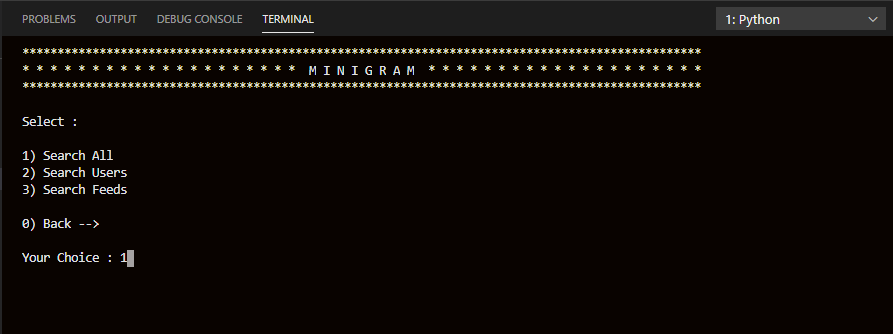 PROBLEMS OUTPUT DEBUG CONSOLE TERMINAL 1: Python
*************************************************************************************************
* * * * * * * * * * * * * * * * * * * * M I N I G R A M * * * * * * * * * * * * * * * * * * * *
*************************************************************************************************
Select :
1) Search All
2) Search Users
3) Search Feeds
0) Back -->
Your Choice : 1